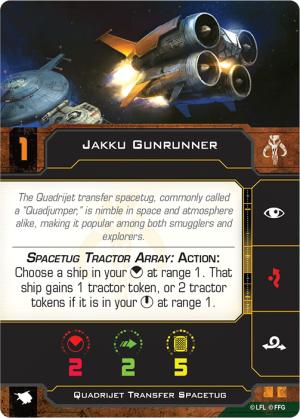 1
JAKKU GUNRUNNER
The Quadrijet transfer spacetug, commonly called
a "Quadjumper," is nimble in space and atmosphere
alike, making it popular among both smugglers and
explorers.
SPACETUG TRACTOR ARRAY: ACTION:
Choose a ship in your at range 1. That
ship gains 1 tractor token, or 2 tractor
tokens if it is in your at range 1.
2 2 5
QUADRIJET TRANSFER SPACETUG
© LFL © FFG